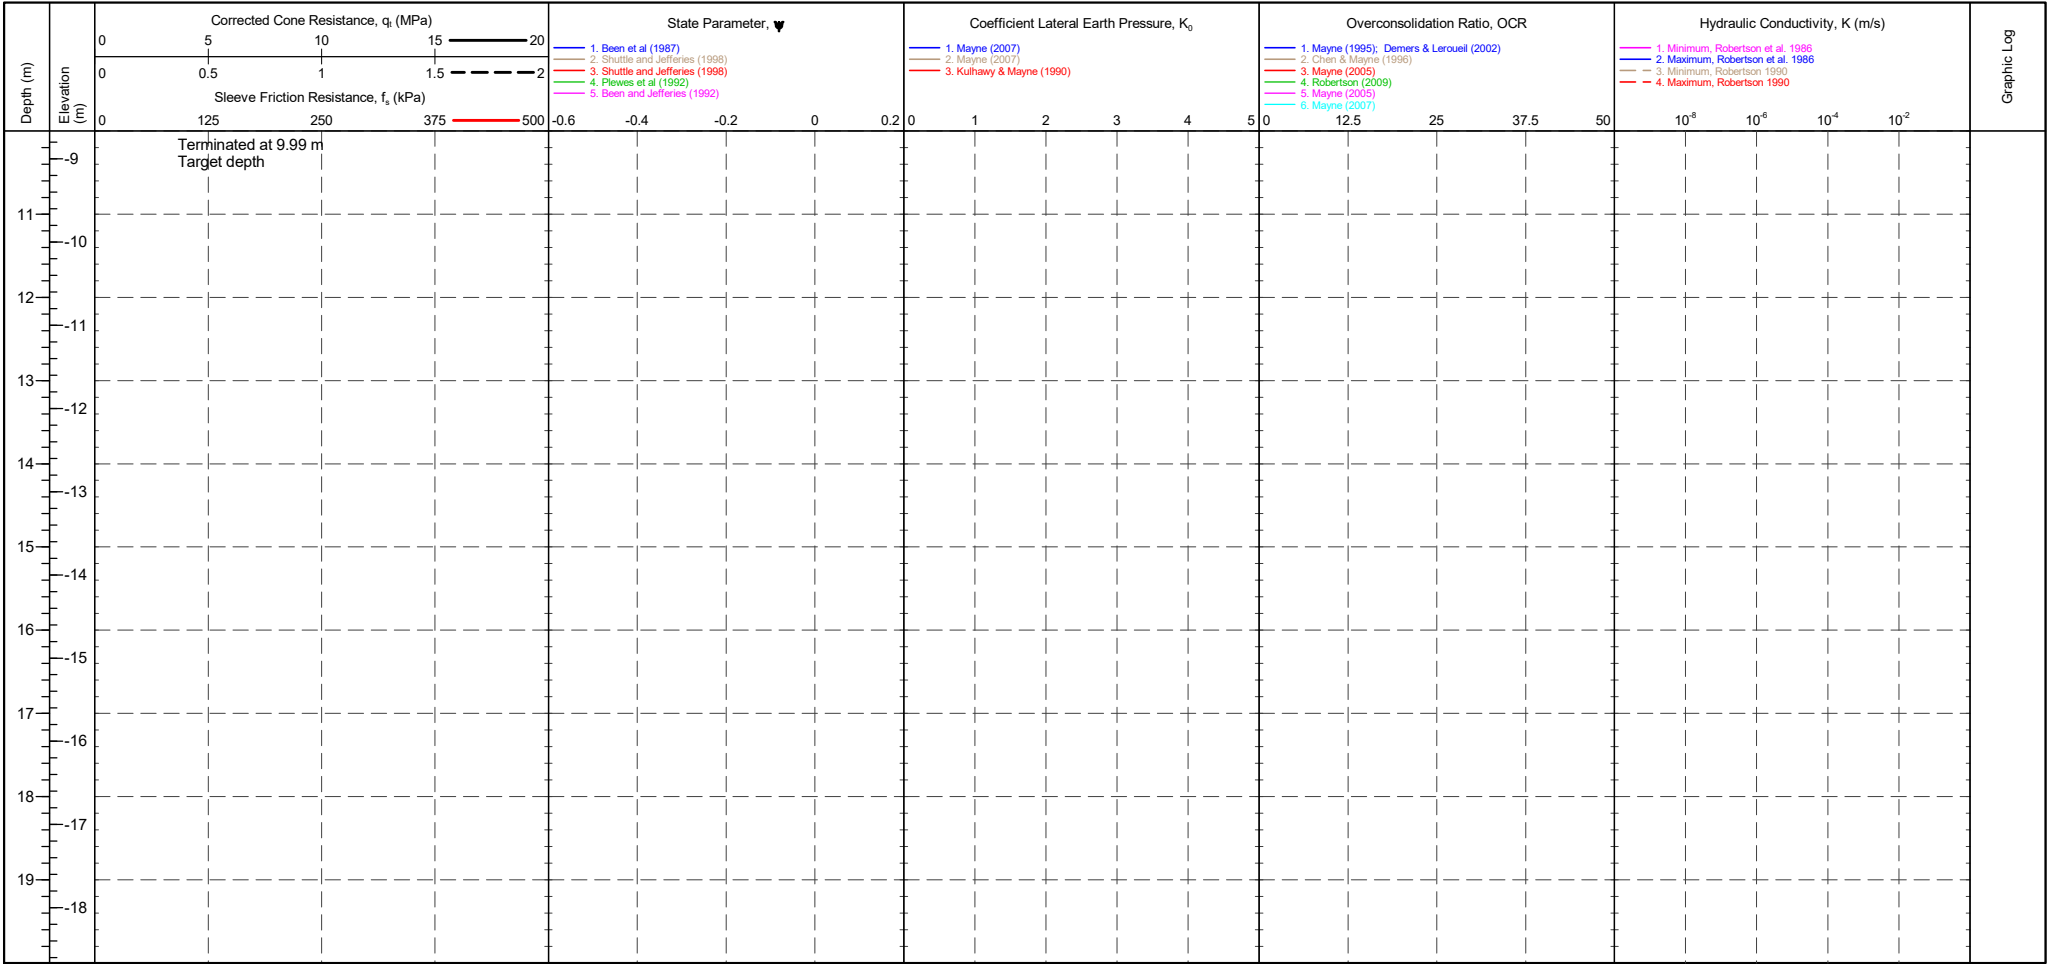 Depth (m)
Elevation
(m)
Corrected Cone Resistance, qt (MPa)
0 5 10 15 20
0 0.5 1 1.5 2
Sleeve Friction Resistance, fs (kPa)
0 125 250 375 500
State Parameter, ψ
1. Been et al (1987)
2. Shuttle and Jefferies (1998)
3. Shuttle and Jefferies (1998)
4. Plewes et al (1992)
5. Been and Jefferies (1992)
-0.6 -0.4 -0.2 0 0.2
Coefficient Lateral Earth Pressure, K0
1. Mayne (2007)
2. Mayne (2007)
3. Kulhawy & Mayne (1990)
0 1 2 3 4 5
Overconsolidation Ratio, OCR
1. Mayne (1995); Demers & Leroueil (2002)
2. Chen & Mayne (1996)
3. Mayne (2005)
4. Robertson (2009)
5. Mayne (2005)
6. Mayne (2007)
0 12.5 25 37.5 50
Hydraulic Conductivity, K (m/s)
1. Minimum, Robertson et al. 1986
2. Maximum, Robertson et al. 1986
3. Minimum, Robertson 1990
4. Maximum, Robertson 1990
10-8 10-6 10-4 10-2
Graphic Log
Terminated at 9.99 m
Target depth
-9
11
-10
12
-11
13
-12
14
-13
15
-14
16
-15
17
-16
18
-17
19
-18